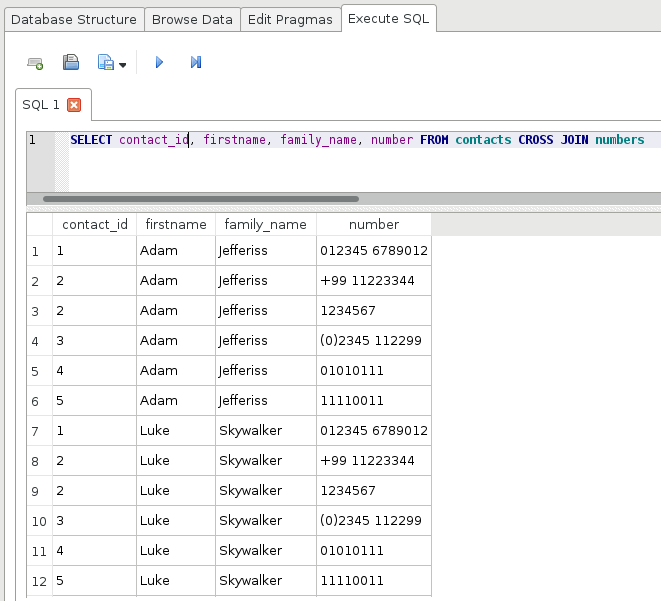 Database Structure Browse Data Edit Pragmas Execute SQL
SQL 1
1 SELECT contact_id, firstname, family_name, number FROM contacts CROSS JOIN numbers
contact_id firstname family_name number
1 1 Adam Jefferiss 012345 6789012
2 2 Adam Jefferiss +99 11223344
3 2 Adam Jefferiss 1234567
4 3 Adam Jefferiss (0)2345 112299
5 4 Adam Jefferiss 01010111
6 5 Adam Jefferiss 11110011
7 1 Luke Skywalker 012345 6789012
8 2 Luke Skywalker +99 11223344
9 2 Luke Skywalker 1234567
10 3 Luke Skywalker (0)2345 112299
11 4 Luke Skywalker 01010111
12 5 Luke Skywalker 11110011